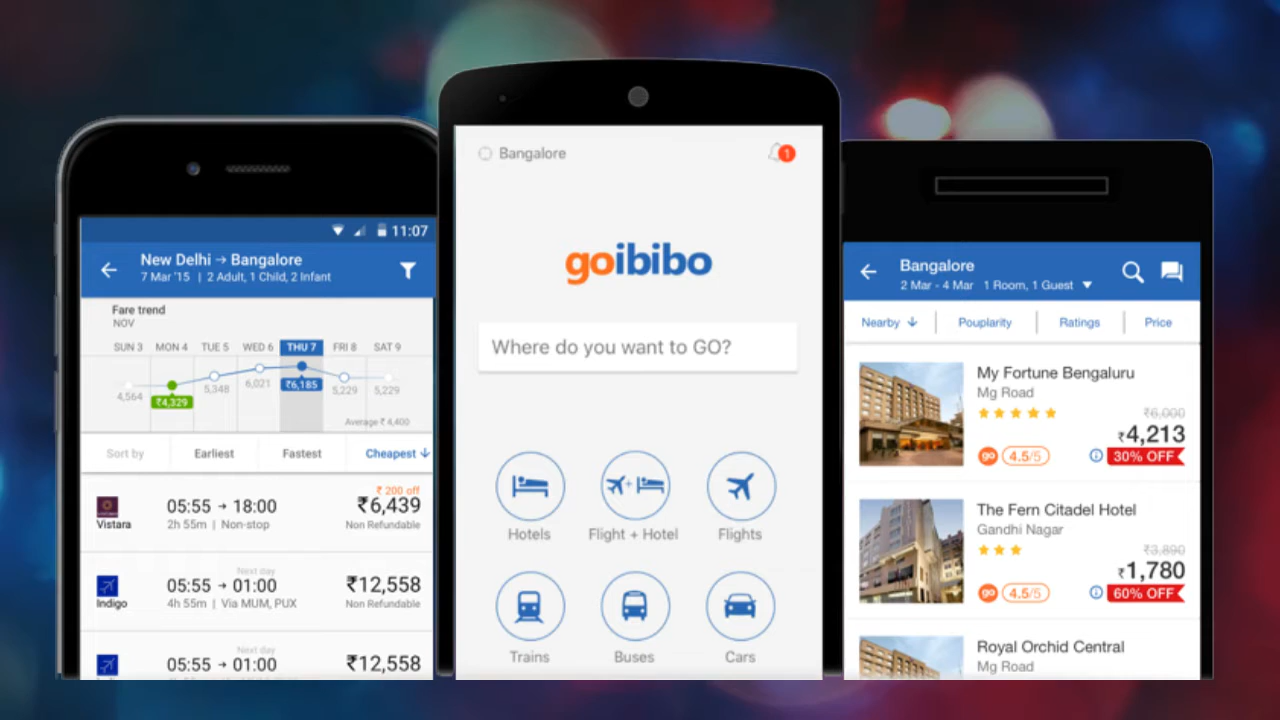 11:07
New Delhi → Bangalore
7 Mar '15 | 2 Adult, 1 Child, 2 Infant
Fare trend
NOV
SUN 3 MON 4 TUE 5 WED 6 THU 7 FRI 8 SAT 9
4,564 ₹4,329 5,348 6,021 ₹6,185 5,229 5,229
Average ₹ 4,400
Sort by Earliest Fastest Cheapest ↓
₹ 200 off
05:55 → 18:00 ₹6,439
Vistara 2h 55m | Non-stop Non Refundable
Next day
05:55 → 01:00 ₹12,558
Indigo 4h 55m | Via MUM, PUX Non Refundable
Next day
05:55 → 01:00 ₹12,558
Bangalore 1
goibibo
Where do you want to GO?
Hotels Flight + Hotel Flights
Trains Buses Cars
Bangalore
2 Mar - 4 Mar 1 Room, 1 Guest
Nearby ↓ Pouplarity Ratings Price
My Fortune Bengaluru
Mg Road
₹6,000
₹4,213
go 4.5/5 30% OFF
The Fern Citadel Hotel
Gandhi Nagar
₹3,890
₹1,780
go 4.5/5 60% OFF
Royal Orchid Central
Mg Road